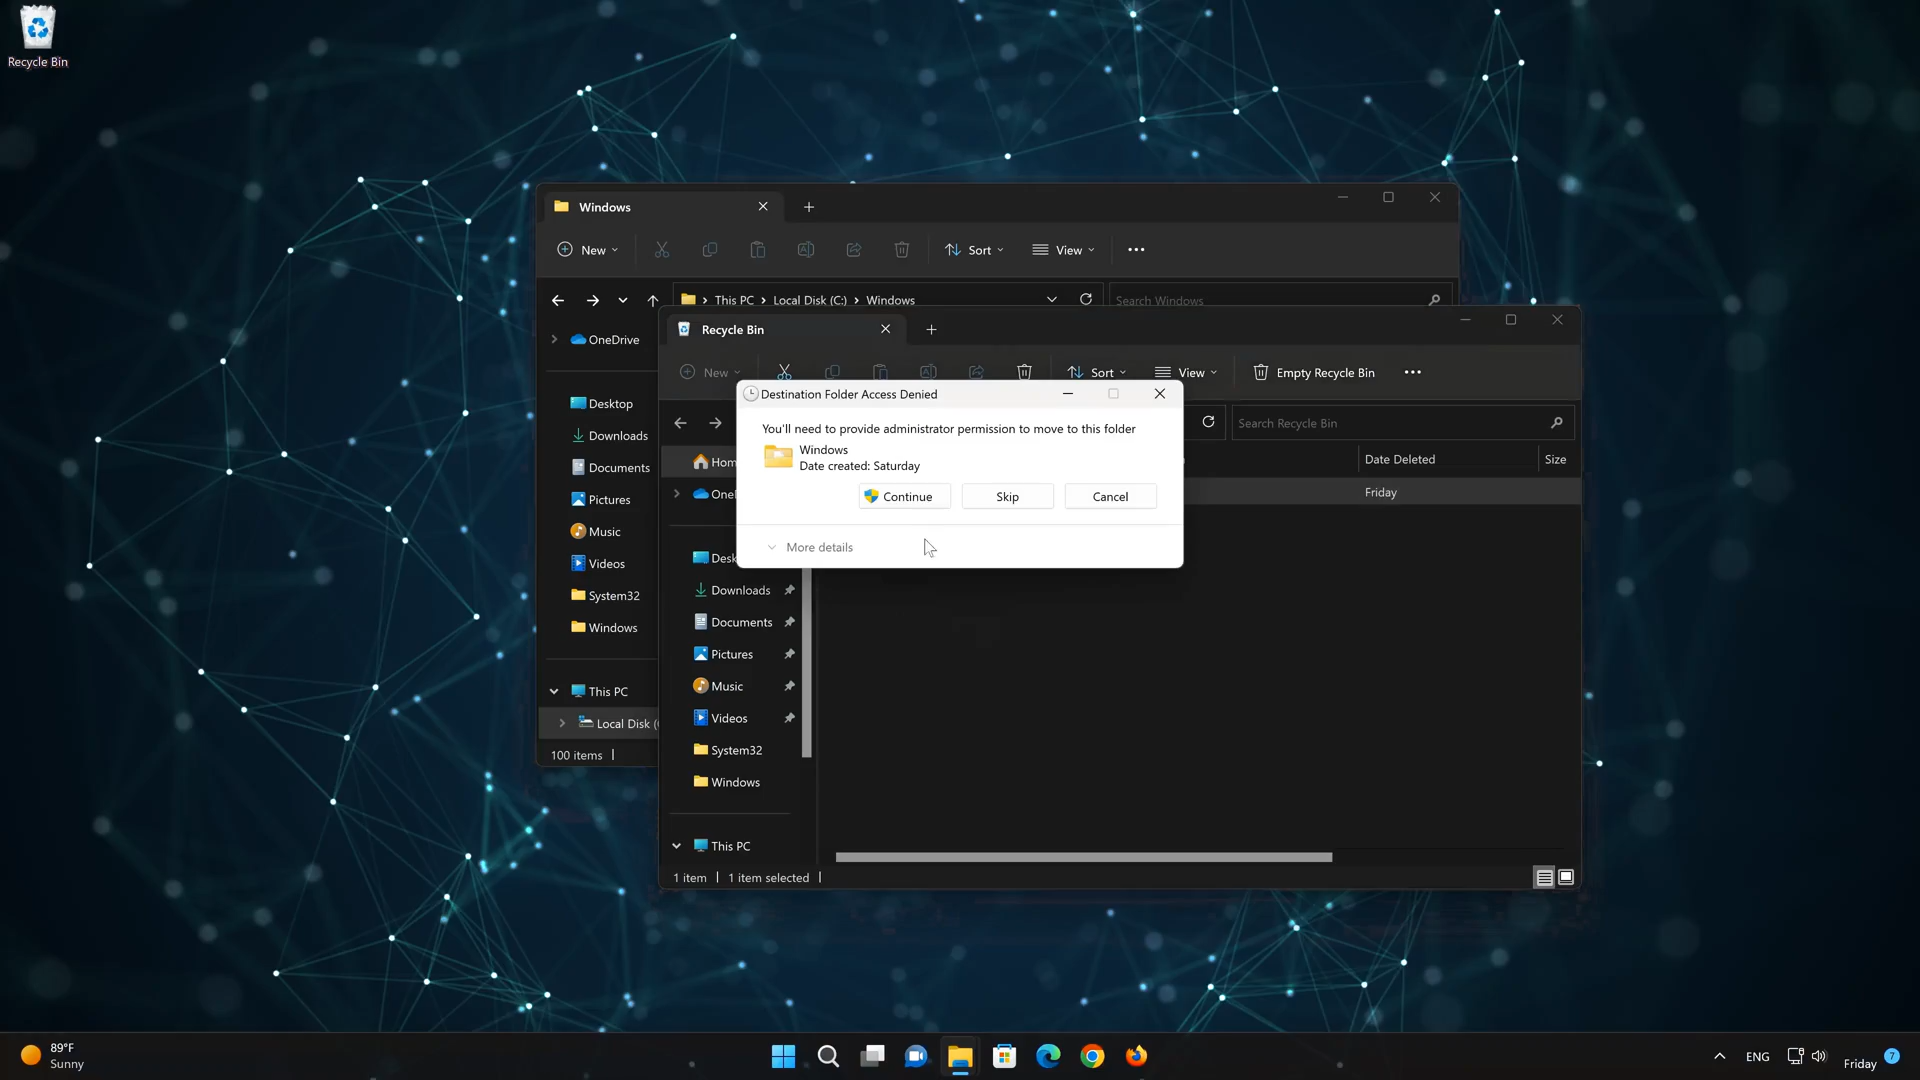 Recycle Bin
Windows
New
Sort
View
This PC
Local Disk (C:)
Windows
Search Windows
OneDrive
Desktop
Downloads
Documents
Pictures
Music
Videos
System32
Windows
This PC
Local Disk (
100 items
Recycle Bin
New
Sort
View
Empty Recycle Bin
Search Recycle Bin
Date Deleted
Size
Friday
Hom
One
Desk
Downloads
Documents
Pictures
Music
Videos
System32
Windows
This PC
1 item
1 item selected
Destination Folder Access Denied
You'll need to provide administrator permission to move to this folder
Windows
Date created: Saturday
Continue
Skip
Cancel
More details
89°F
Sunny
ENG
Friday
7